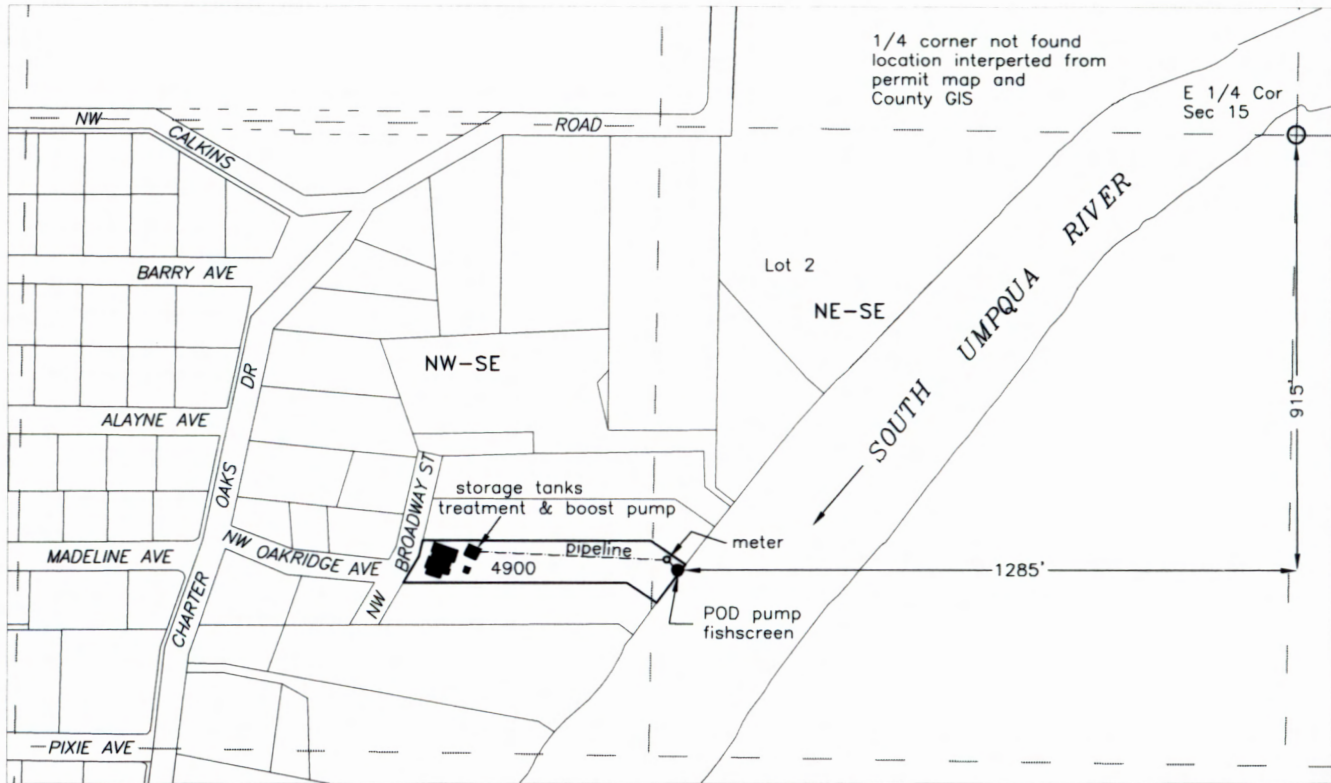 1/4 corner not found
location interperted from
permit map and
County GIS
E 1/4 Cor
Sec 15
NW
CALKINS
ROAD
BARRY AVE
Lot 2
NE-SE
SOUTH UMPQUA RIVER
NW-SE
ALAYNE AVE
915'
CHARTER OAKS DR
NW BROADWAY ST
storage tanks
treatment & boost pump
NW OAKRIDGE AVE
MADELINE AVE
pipeline
meter
4900
1285'
POD pump
fishscreen
PIXIE AVE